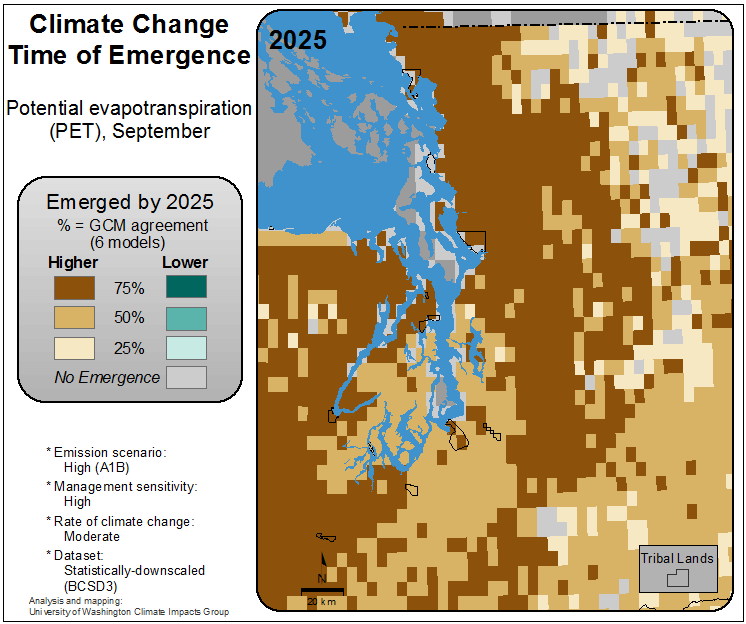 Climate Change
Time of Emergence
Potential evapotranspiration
(PET), September
Emerged by 2025
% = GCM agreement
(6 models)
Higher Lower
75%
50%
25%
No Emergence
* Emission scenario:
High (A1B)
* Management sensitivity:
High
* Rate of climate change:
Moderate
* Dataset:
Statistically-downscaled
(BCSD3)
Analysis and mapping:
University of Washington Climate Impacts Group
2025
N
20 km
Tribal Lands